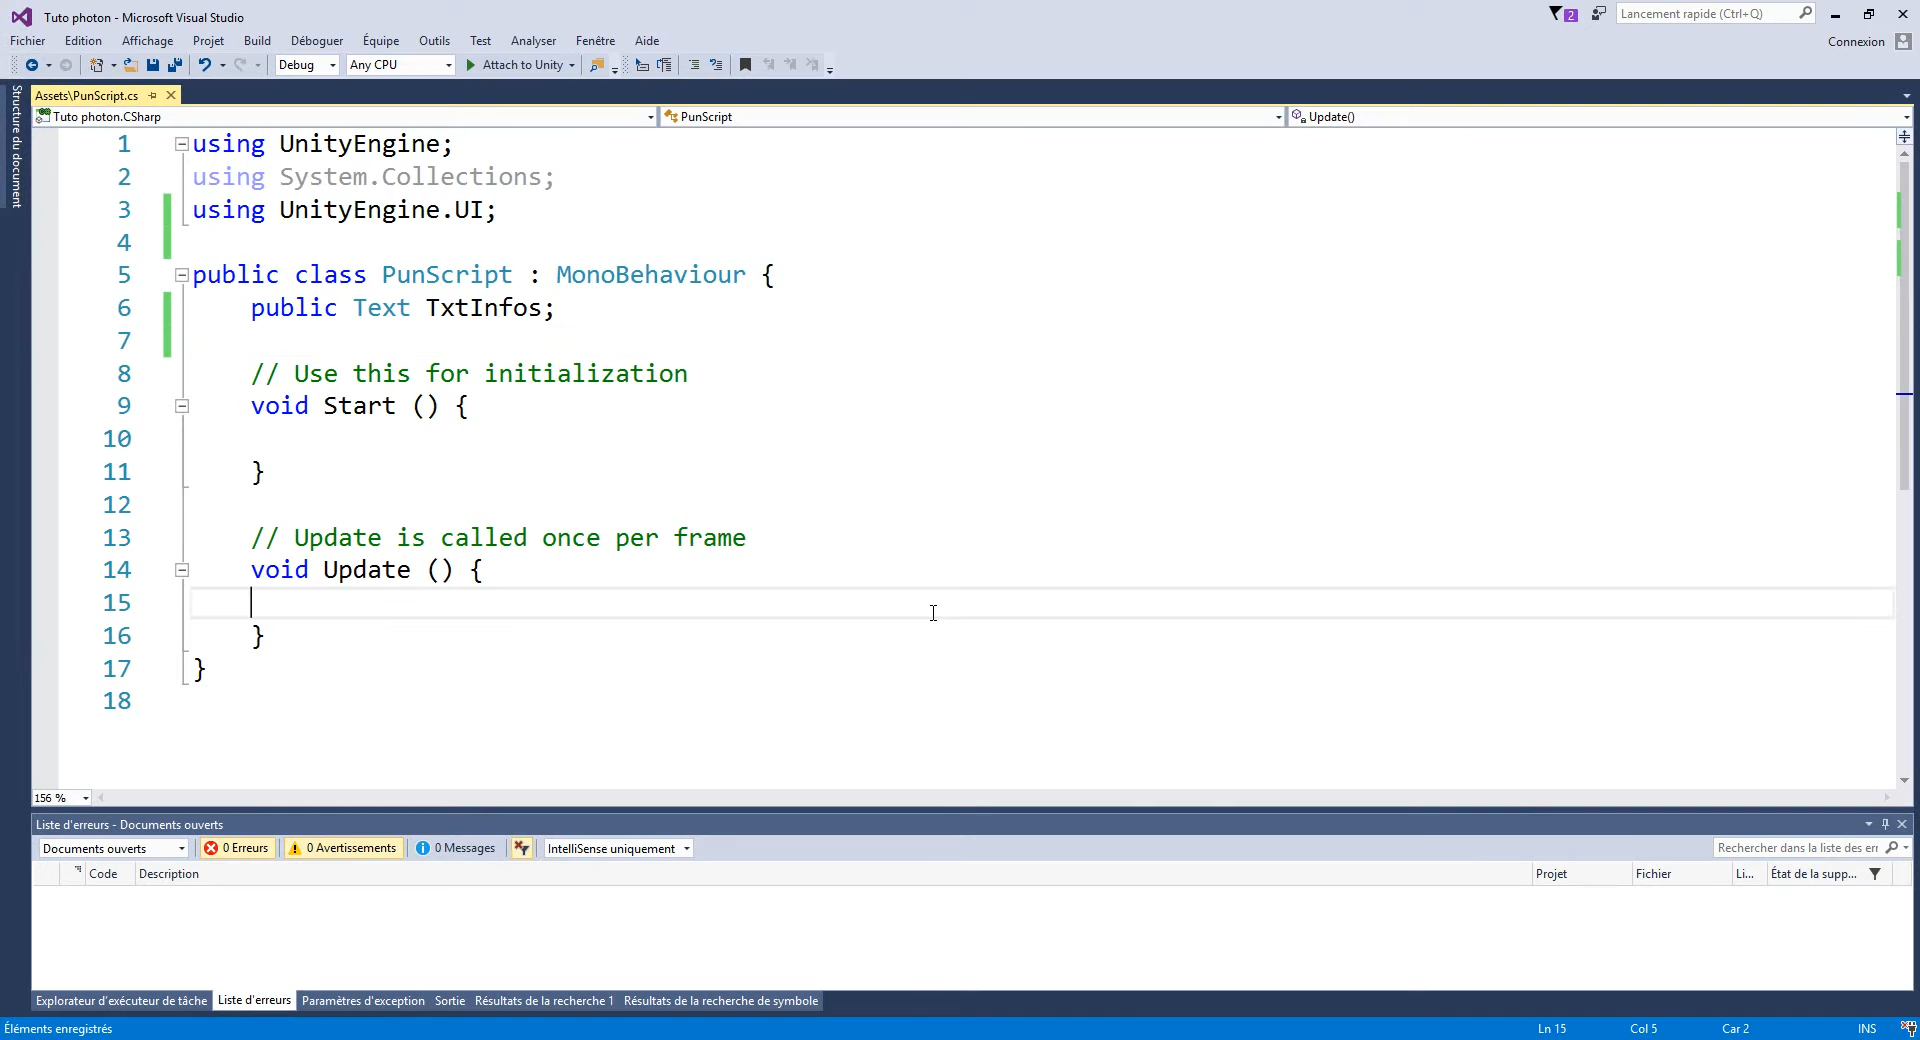 Tuto photon - Microsoft Visual Studio
2
Lancement rapide (Ctrl+Q)
Fichier Edition Affichage Projet Build Déboguer Équipe Outils Test Analyser Fenêtre Aide
Connexion
Debug Any CPU Attach to Unity
Structure du document
Assets\PunScript.cs
Tuto photon.CSharp PunScript Update()
1 using UnityEngine;
2 using System.Collections;
3 using UnityEngine.UI;
4
5 public class PunScript : MonoBehaviour {
6 public Text TxtInfos;
7
8 // Use this for initialization
9 void Start () {
10
11 }
12
13 // Update is called once per frame
14 void Update () {
15
16 }
17 }
18
156 %
Liste d'erreurs - Documents ouverts
Documents ouverts 0 Erreurs 0 Avertissements 0 Messages IntelliSense uniquement Rechercher dans la liste des err
Code Description Projet Fichier Li... État de la supp...
Explorateur d'exécuteur de tâche Liste d'erreurs Paramètres d'exception Sortie Résultats de la recherche 1 Résultats de la recherche de symbole
Éléments enregistrés Ln 15 Col 5 Car 2 INS